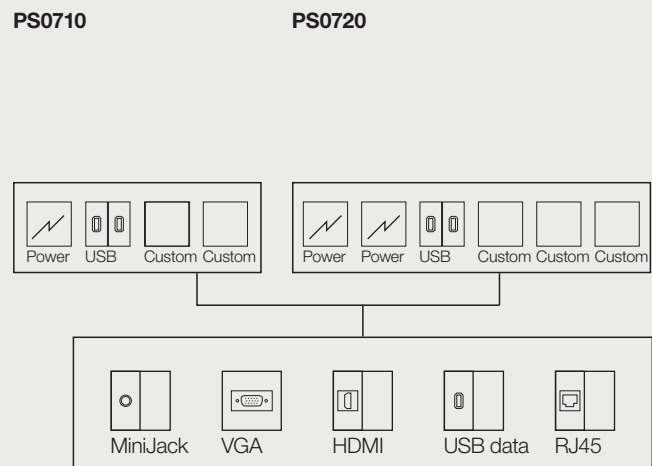 PS0710 PS0720
Power USB Custom Custom Power Power USB Custom Custom Custom
MiniJack VGA HDMI USB data RJ45